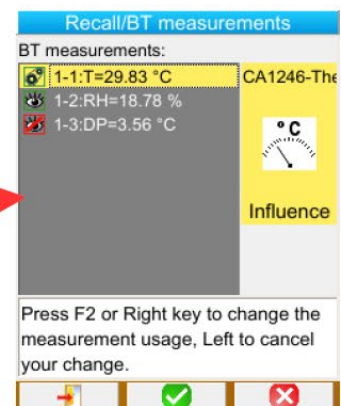 Recall/BT measurements
BT measurements:
1-1:T=29.83 °C
CA1246-The
1-2:RH=18.78 %
1-3:DP=3.56 °C
°C
Influence
Press F2 or Right key to change the
measurement usage, Left to cancel
your change.